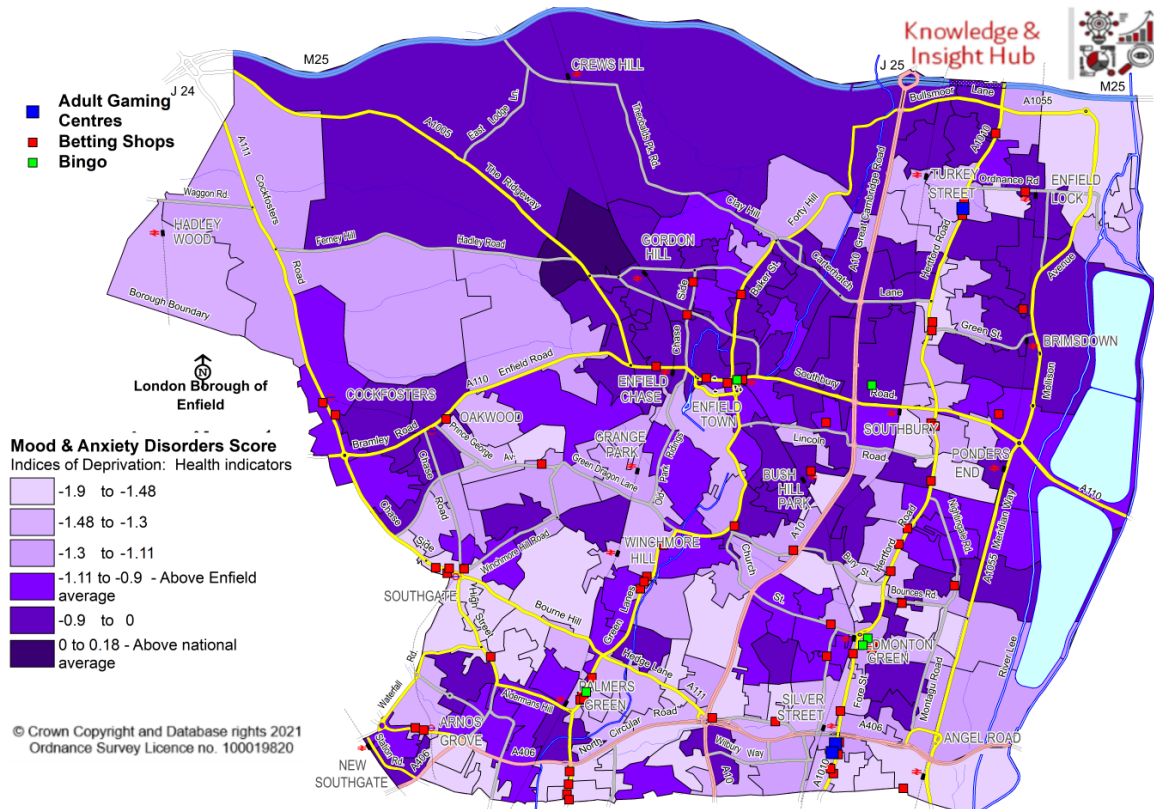 Knowledge &
Insight Hub
M25
J 24
J 25
M25
CREWS HILL
Bullsmoor Lane
A1055
Adult Gaming
Centres
Betting Shops
Bingo
A111
Cockfosters
Road
A1005
The Ridgeway
East Lodge Ln.
Theobalds Pk. Rd.
A1010
TURKEY
STREET
Ordnance Rd
ENFIELD
LOCK
Waggon Rd.
HADLEY
WOOD
Clay Hill
Forty Hill
A10 Great Cambridge Road
Hertford Road
Ferney Hill
Hadley Road
GORDON
HILL
Baker St.
Carterhatch
Lane
Avenue
Borough Boundary
Side
Chase
Green St.
BRIMSDOWN
Mollison
N
London Borough of
Enfield
COCKFOSTERS
A110
Enfield Road
ENFIELD
CHASE
Southbury
Road.
OAKWOOD
ENFIELD
TOWN
SOUTHBURY
Mood & Anxiety Disorders Score
Indices of Deprivation: Health indicators
-1.9 to -1.48
-1.48 to -1.3
-1.3 to -1.11
-1.11 to -0.9 - Above Enfield
average
-0.9 to 0
0 to 0.18 - Above national
average
Bramley Road
Prince George
Av.
GRANGE
PARK
Lincoln
Road
PONDERS
END
Chase
Road
Green Dragon Lane
Old Park Ridings
BUSH
HILL
PARK
A110
Chase
Side
Winchmore Hill Road
WINCHMORE
HILL
A10
Hertford
Road
Nightingale Rd.
A1055 Meridian Way
Church
St.
Bury St.
Bounces Rd.
SOUTHGATE
High Street
Bourne Hill
Green Lanes
EDMONTON
GREEN
River Lee
Waterfall
Rd.
Hedge Lane
A111
Aldermans Hill
PALMERS
GREEN
SILVER
STREET
Fore St.
Montagu Road
ARNOS
GROVE
North
Circular
Road
A406
ANGEL ROAD
Station Rd.
A406
A406
Wilbury Way
A10
A1010
NEW
SOUTHGATE
© Crown Copyright and Database rights 2021
Ordnance Survey Licence no. 100019820